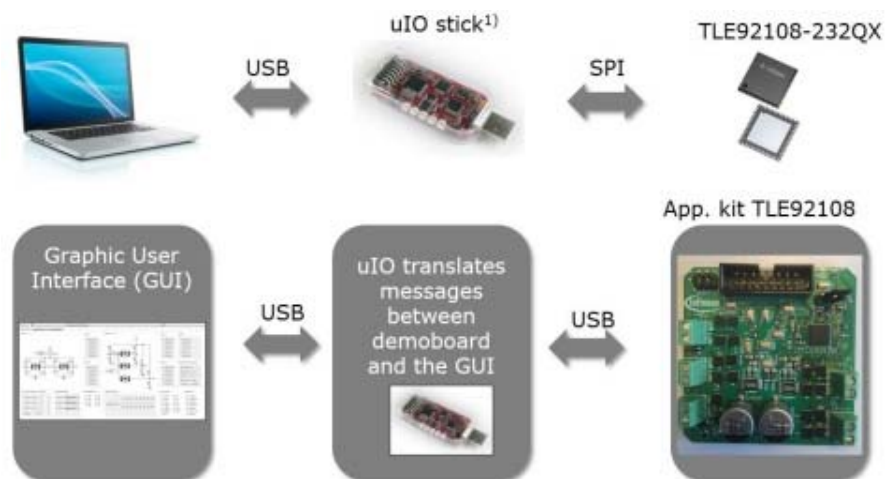 uIO stick1)
TLE92108-232QX
USB
SPI
App. kit TLE92108
Graphic User
Interface (GUI)
USB
uIO translates
messages
between
demoboard
and the GUI
USB